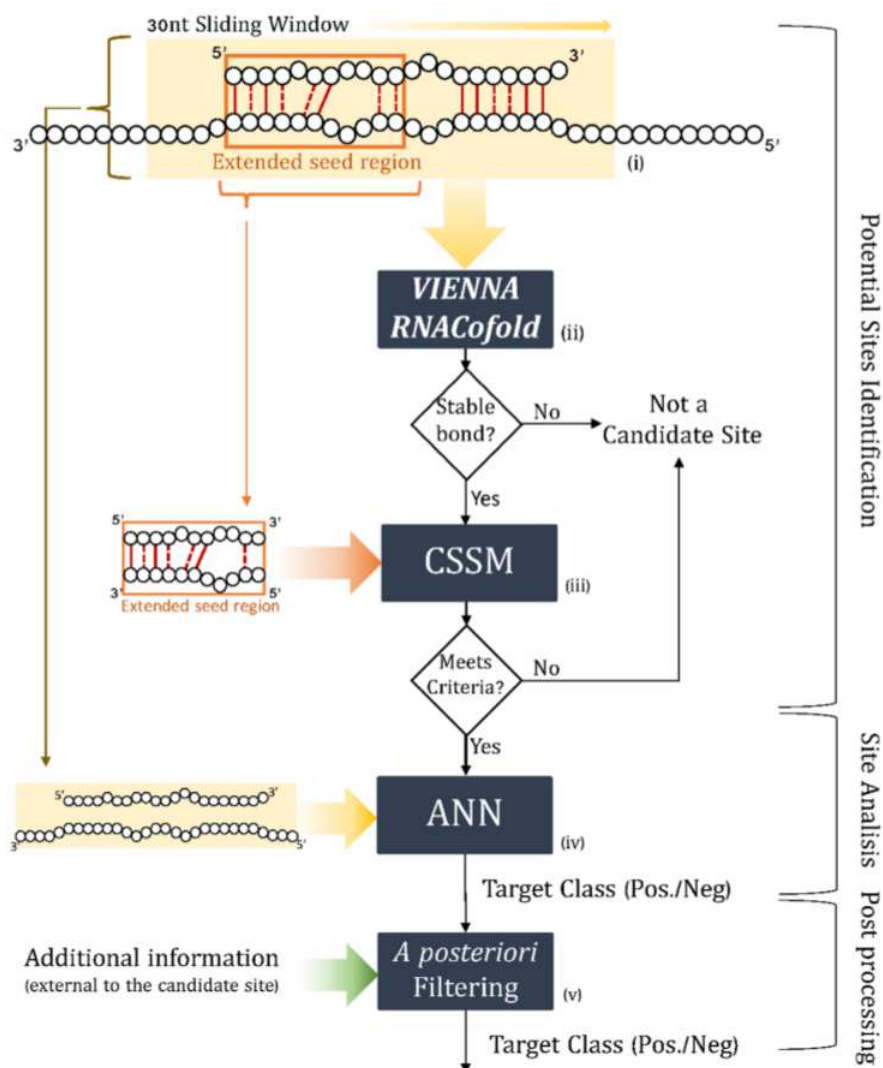 30nt Sliding Window
5'
3'
3'
5'
Extended seed region
(i)
VIENNA
RNACofold
(ii)
Stable
bond?
No
Not a
Candidate Site
Yes
5'
3'
3'
5'
Extended seed region
CSSM
(iii)
Meets
Criteria?
No
Yes
Potential Sites Identification
5'
3'
3
5'
ANN
(iv)
Target Class (Pos./Neg)
Site Analisis
Additional information
(external to the candidate site)
A posteriori
Filtering
(v)
Target Class (Pos./Neg)
Post processing